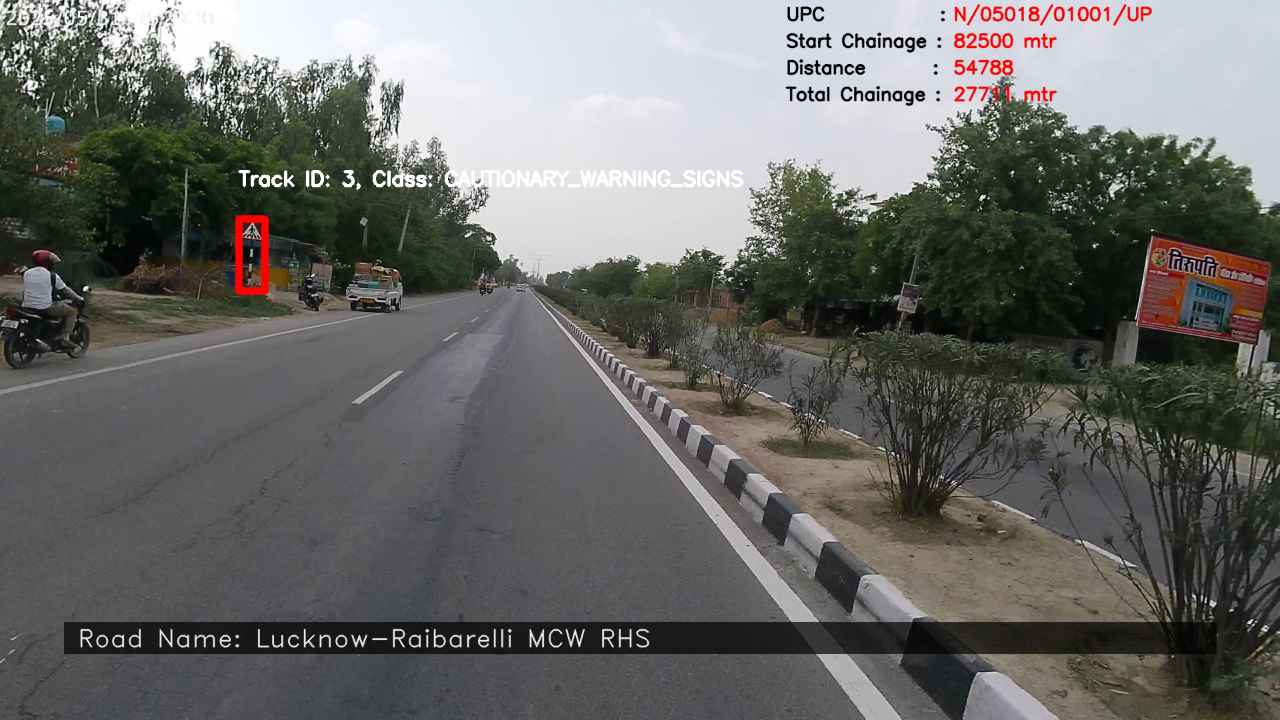 UPC : N/05018/01001/UP
Start Chainage : 82500 mtr
Distance : 54788
Total Chainage : 27711 mtr
Track ID: 3, Class: CAUTIONARY_WARNING_SIGNS
तिरुपति
Road Name: Lucknow-Raibarelli MCW RHS